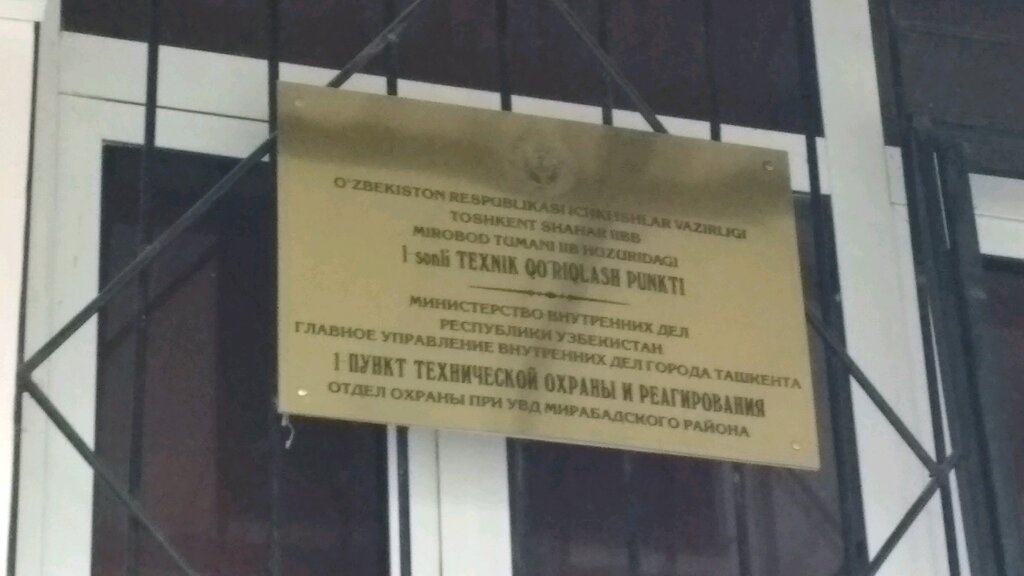 O'ZBEKISTON RESPUBLIKASI ICHKI ISHLAR VAZIRLIGI
TOSHKENT SHAHAR IIBB
MIROBOD TUMANI IIB HOZURIDAGI
1 sonli TEXNIK QO'RIQLASH PUNKTI
МИНИСТЕРСТВО ВНУТРЕННИХ ДЕЛ
РЕСПУБЛИКИ УЗБЕКИСТАН
ГЛАВНОЕ УПРАВЛЕНИЕ ВНУТРЕННИХ ДЕЛ ГОРОДА ТАШКЕНТА
1 ПУНКТ ТЕХНИЧЕСКОЙ ОХРАНЫ И РЕАГИРОВАНИЯ
ОТДЕЛ ОХРАНЫ ПРИ УВД МИРАБАДСКОГО РАЙОНА